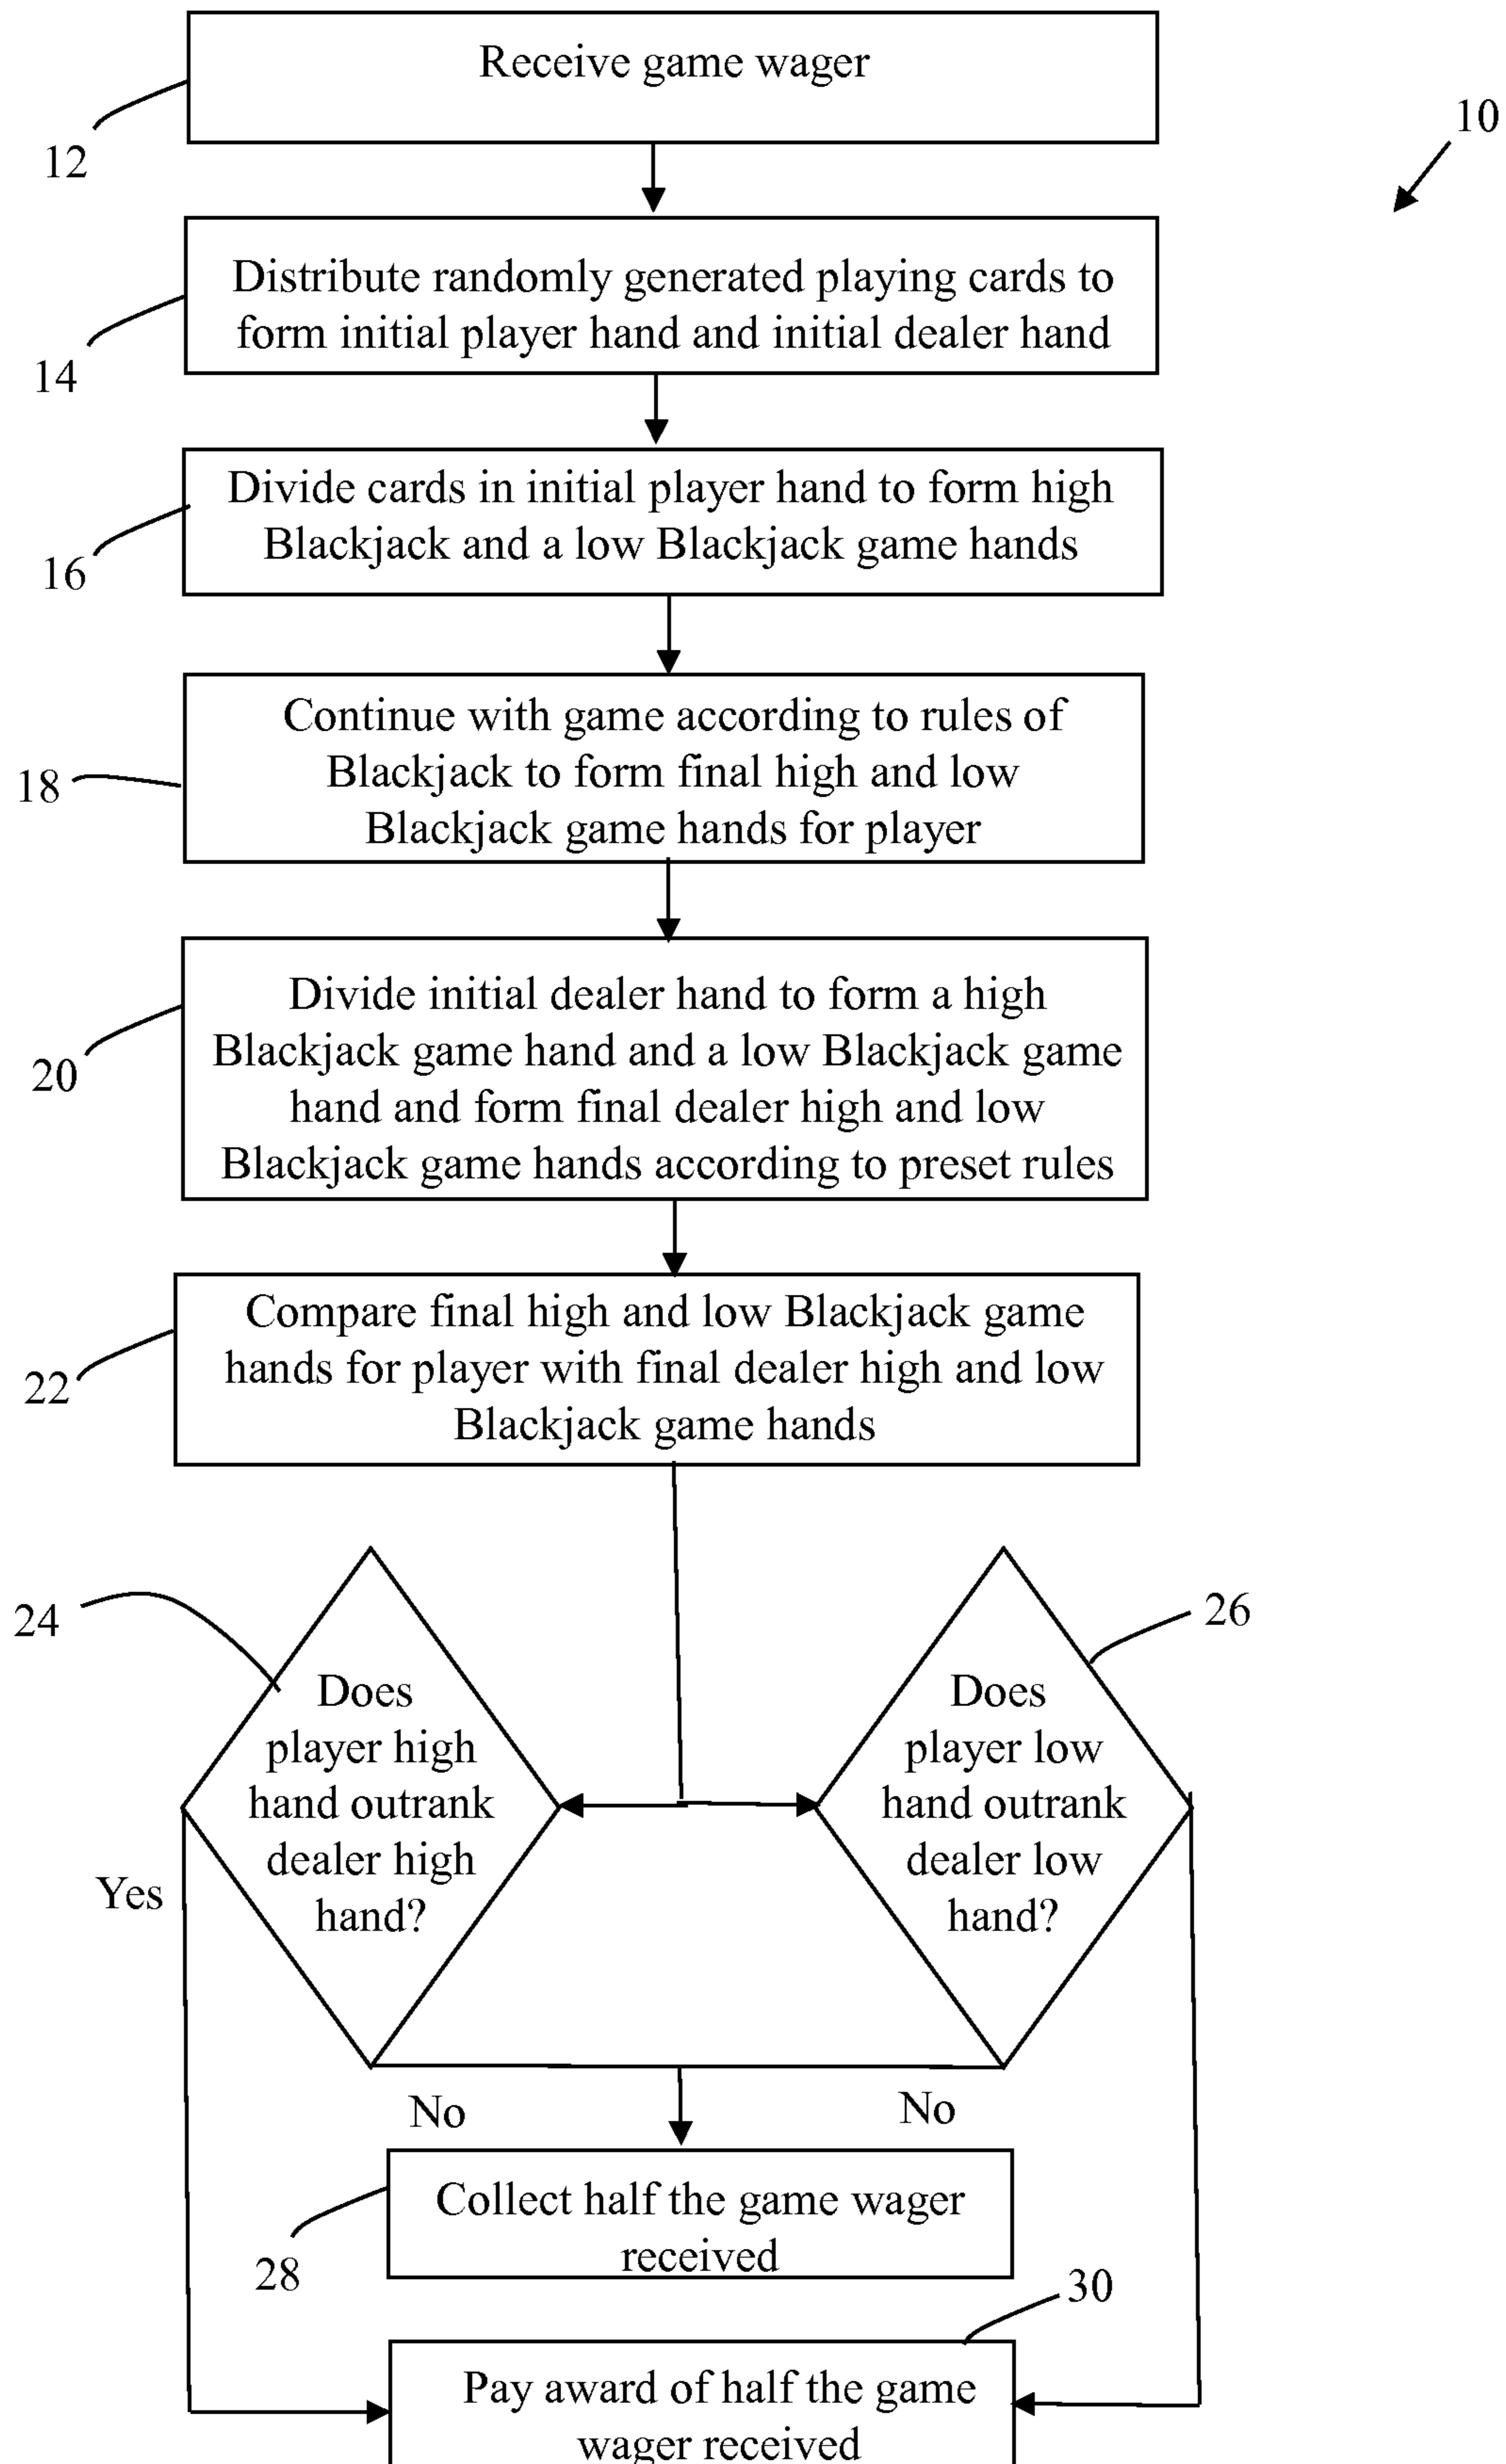 Receive game wager
12
10
Distribute randomly generated playing cards to
form initial player hand and initial dealer hand
14
Divide cards in initial player hand to form high
Blackjack and a low Blackjack game hands
16
Continue with game according to rules of
Blackjack to form final high and low
Blackjack game hands for player
18
Divide initial dealer hand to form a high
Blackjack game hand and a low Blackjack game
hand and form final dealer high and low
Blackjack game hands according to preset rules
20
Compare final high and low Blackjack game
hands for player with final dealer high and low
Blackjack game hands
22
24
Does
player high
hand outrank
dealer high
hand?
26
Does
player low
hand outrank
dealer low
hand?
Yes
No
No
Collect half the game wager
received
28
30
Pay award of half the game
wager received